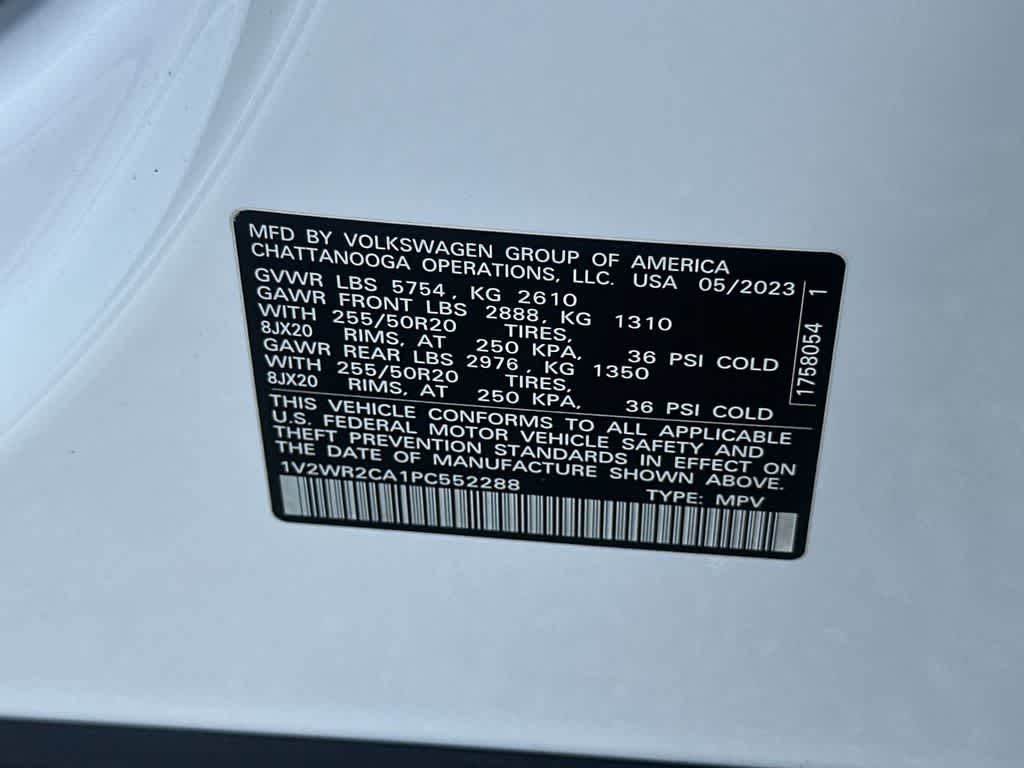 MFD BY VOLKSWAGEN GROUP OF AMERICA
CHATTANOOGA OPERATIONS, LLC. USA 05/2023
GVWR LBS 5754, KG 2610
GAWR FRONT LBS 2888, KG 1310
WITH 255/50R20 TIRES,
8JX20 RIMS, AT 250 KPA, 36 PSI COLD
GAWR REAR LBS 2976, KG 1350
WITH 255/50R20 TIRES,
8JX20 RIMS, AT 250 KPA, 36 PSI COLD
THIS VEHICLE CONFORMS TO ALL APPLICABLE
U.S. FEDERAL MOTOR VEHICLE SAFETY AND
THEFT PREVENTION STANDARDS IN EFFECT ON
THE DATE OF MANUFACTURE SHOWN ABOVE.
1V2WR2CA1PC552288 TYPE: MPV
1758054 1